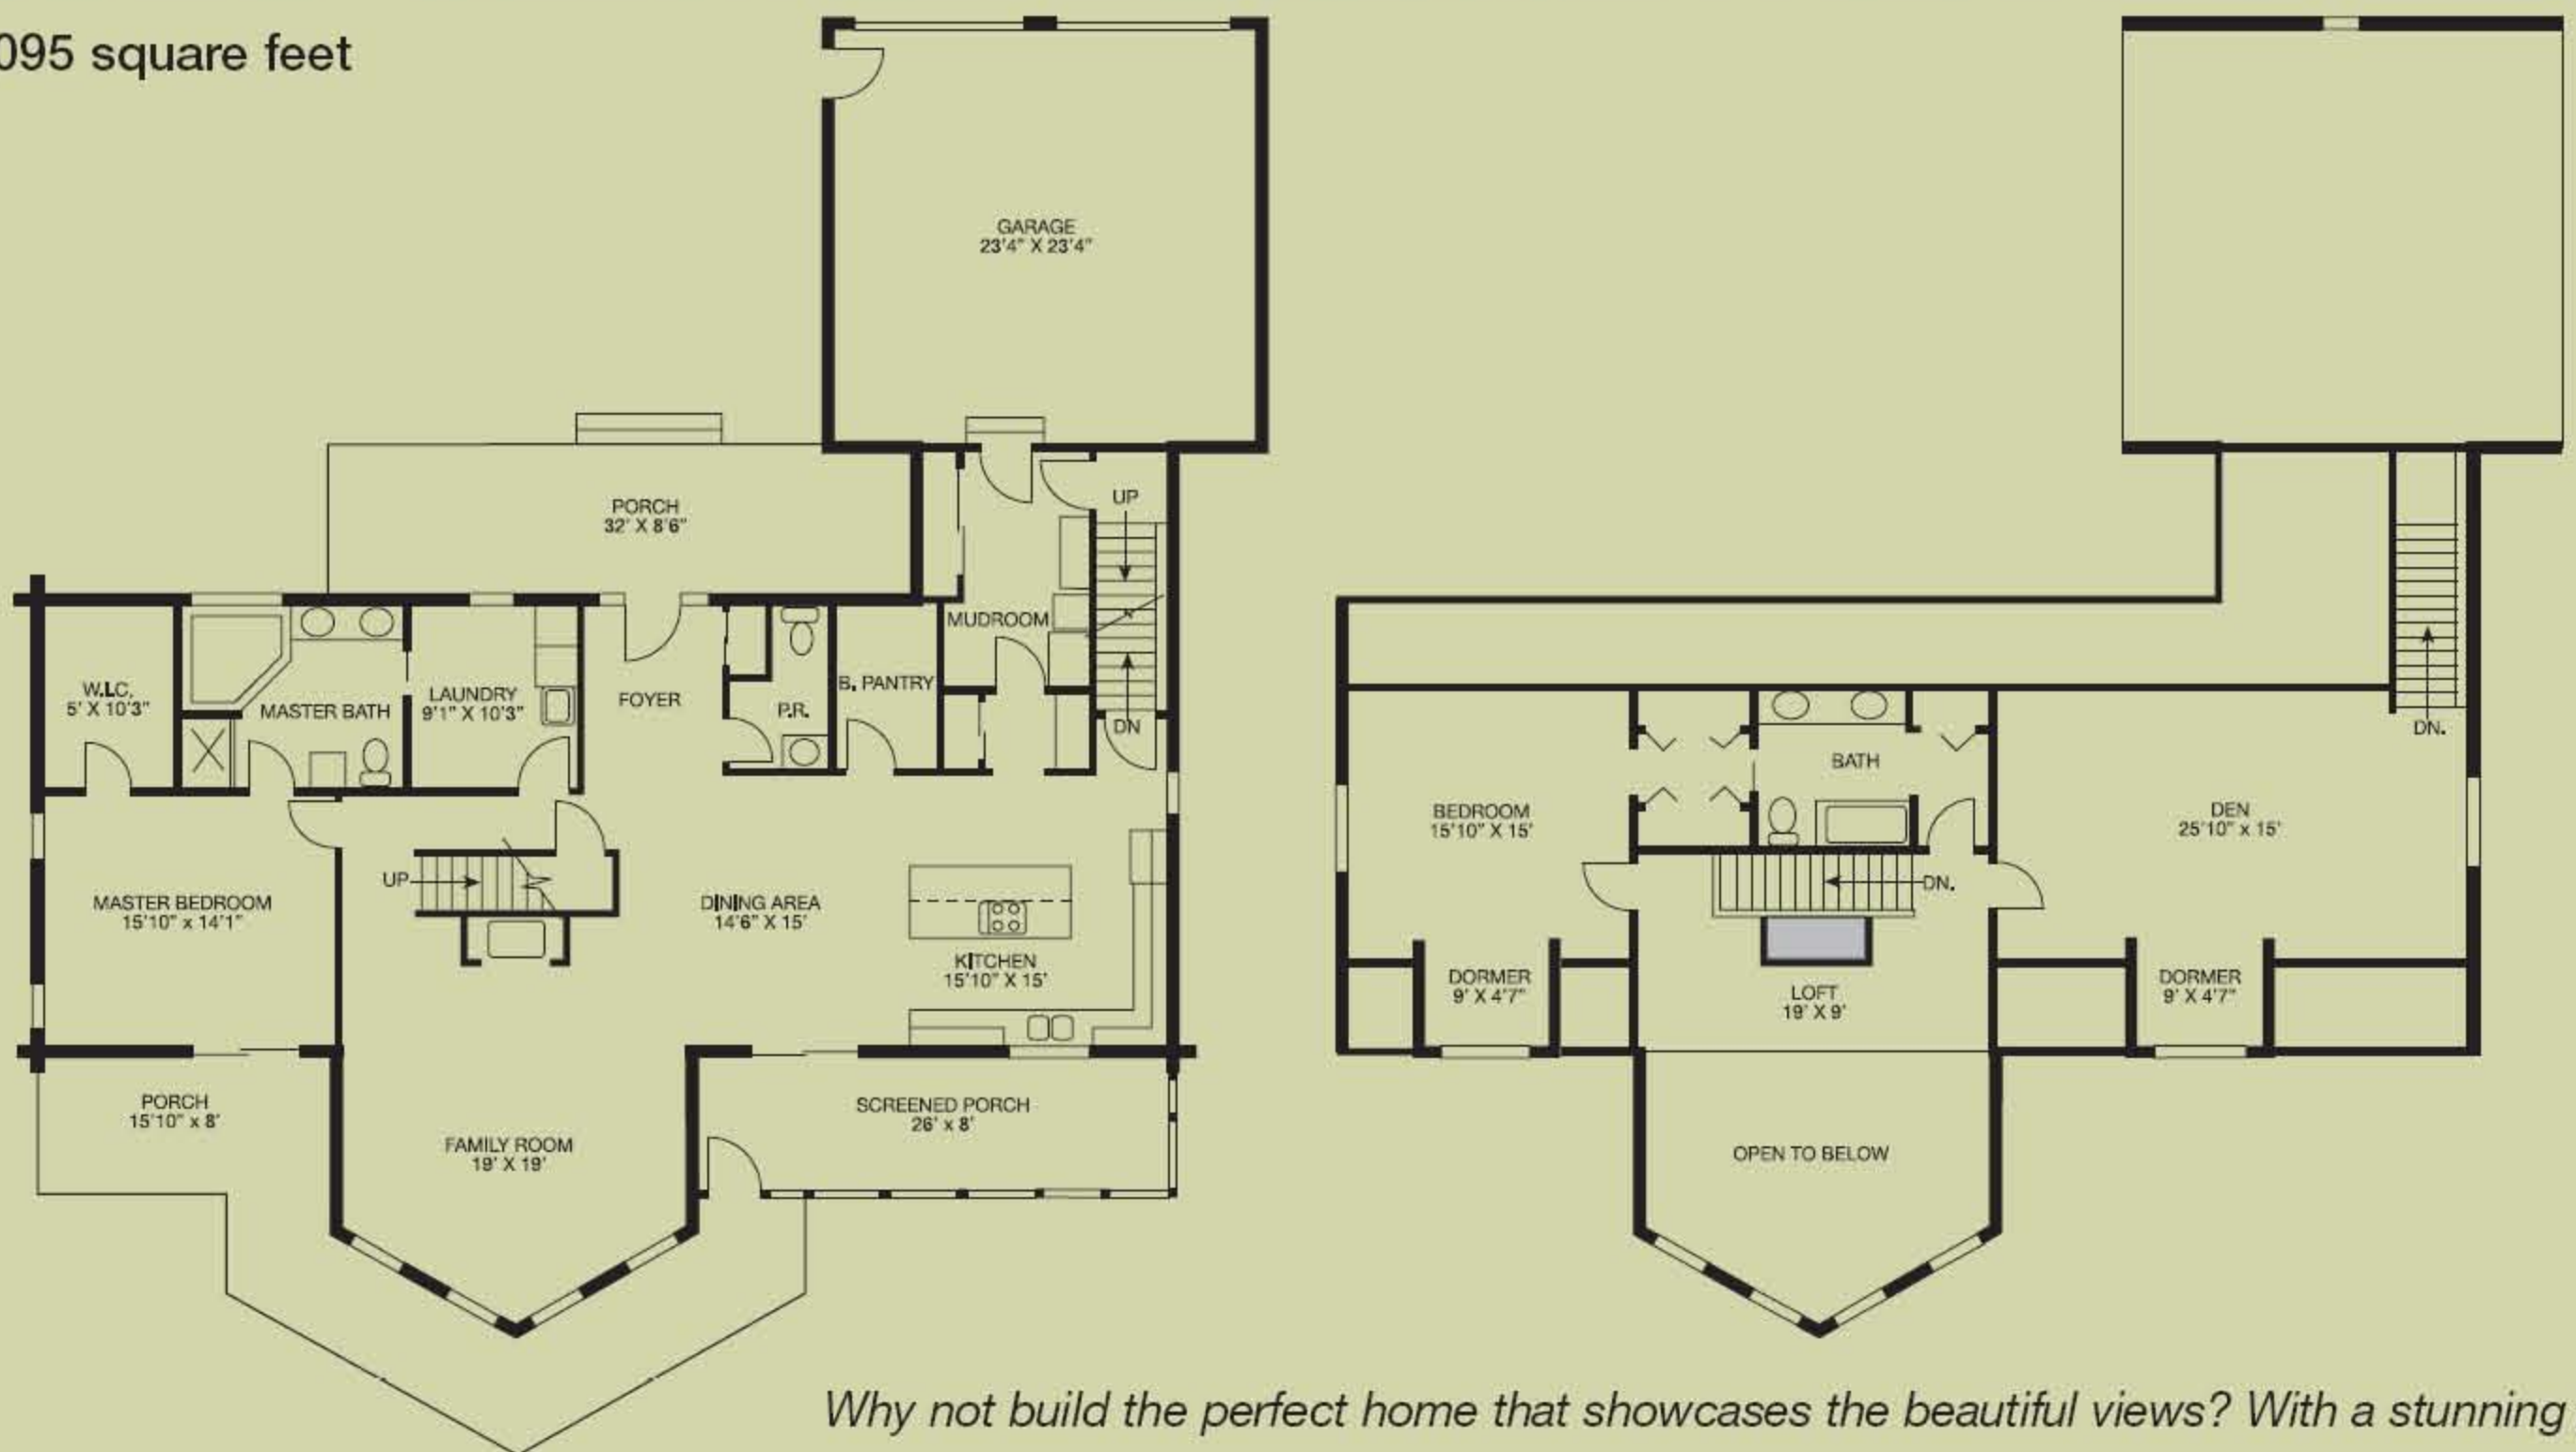 095 square feet
GARAGE
23'4" X 23'4"
PORCH
32' X 8'6"
UP
MUDROOM
W.I.C.
5' X 10'3"
MASTER BATH
LAUNDRY
9'1" X 10'3"
FOYER
P.R.
B. PANTRY
DN
UP
MASTER BEDROOM
15'10" x 14'1"
DINING AREA
14'6" X 15'
KITCHEN
15'10" X 15'
PORCH
15'10" x 8'
FAMILY ROOM
19' X 19'
SCREENED PORCH
26' x 8'
DN.
BATH
BEDROOM
15'10" X 15'
DEN
25'10" x 15'
DN.
DORMER
9' X 4'7"
LOFT
19' X 9'
DORMER
9' X 4'7"
OPEN TO BELOW
Why not build the perfect home that showcases the beautiful views? With a stunning